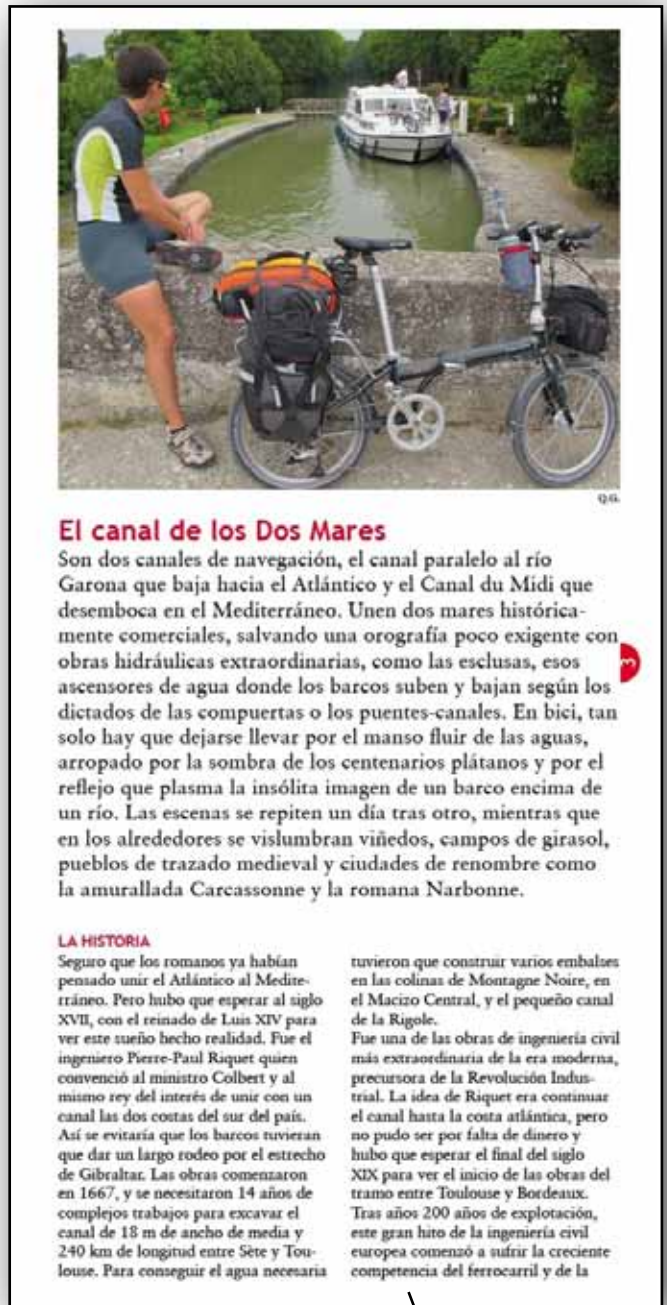 Q.G.
El canal de los Dos Mares
Son dos canales de navegación, el canal paralelo al río
Garona que baja hacia el Atlántico y el Canal du Midi que
desemboca en el Mediterráneo. Unen dos mares histórica-
mente comerciales, salvando una orografía poco exigente con
obras hidráulicas extraordinarias, como las esclusas, esos
ascensores de agua donde los barcos suben y bajan según los
dictados de las compuertas o los puentes-canales. En bici, tan
solo hay que dejarse llevar por el manso fluir de las aguas,
arropado por la sombra de los centenarios plátanos y por el
reflejo que plasma la insólita imagen de un barco encima de
un río. Las escenas se repiten un día tras otro, mientras que
en los alrededores se vislumbran viñedos, campos de girasol,
pueblos de trazado medieval y ciudades de renombre como
la amurallada Carcassonne y la romana Narbonne.
3
LA HISTORIA
Seguro que los romanos ya habían
pensado unir el Atlántico al Medite-
rráneo. Pero hubo que esperar al siglo
XVII, con el reinado de Luis XIV para
ver este sueño hecho realidad. Fue el
ingeniero Pierre-Paul Riquet quien
convenció al ministro Colbert y al
mismo rey del interés de unir con un
canal las dos costas del sur del país.
Así se evitaría que los barcos tuvieran
que dar un largo rodeo por el estrecho
de Gibraltar. Las obras comenzaron
en 1667, y se necesitaron 14 años de
complejos trabajos para excavar el
canal de 18 m de ancho de media y
240 km de longitud entre Sète y Tou-
louse. Para conseguir el agua necesaria
tuvieron que construir varios embalses
en las colinas de Montagne Noire, en
el Macizo Central, y el pequeño canal
de la Rigole.
Fue una de las obras de ingeniería civil
más extraordinaria de la era moderna,
precursora de la Revolución Indus-
trial. La idea de Riquet era continuar
el canal hasta la costa atlántica, pero
no pudo ser por falta de dinero y
hubo que esperar el final del siglo
XIX para ver el inicio de las obras del
tramo entre Toulouse y Bordeaux.
Tras años 200 años de explotación,
este gran hito de la ingeniería civil
europea comenzó a sufrir la creciente
competencia del ferrocarril y de la